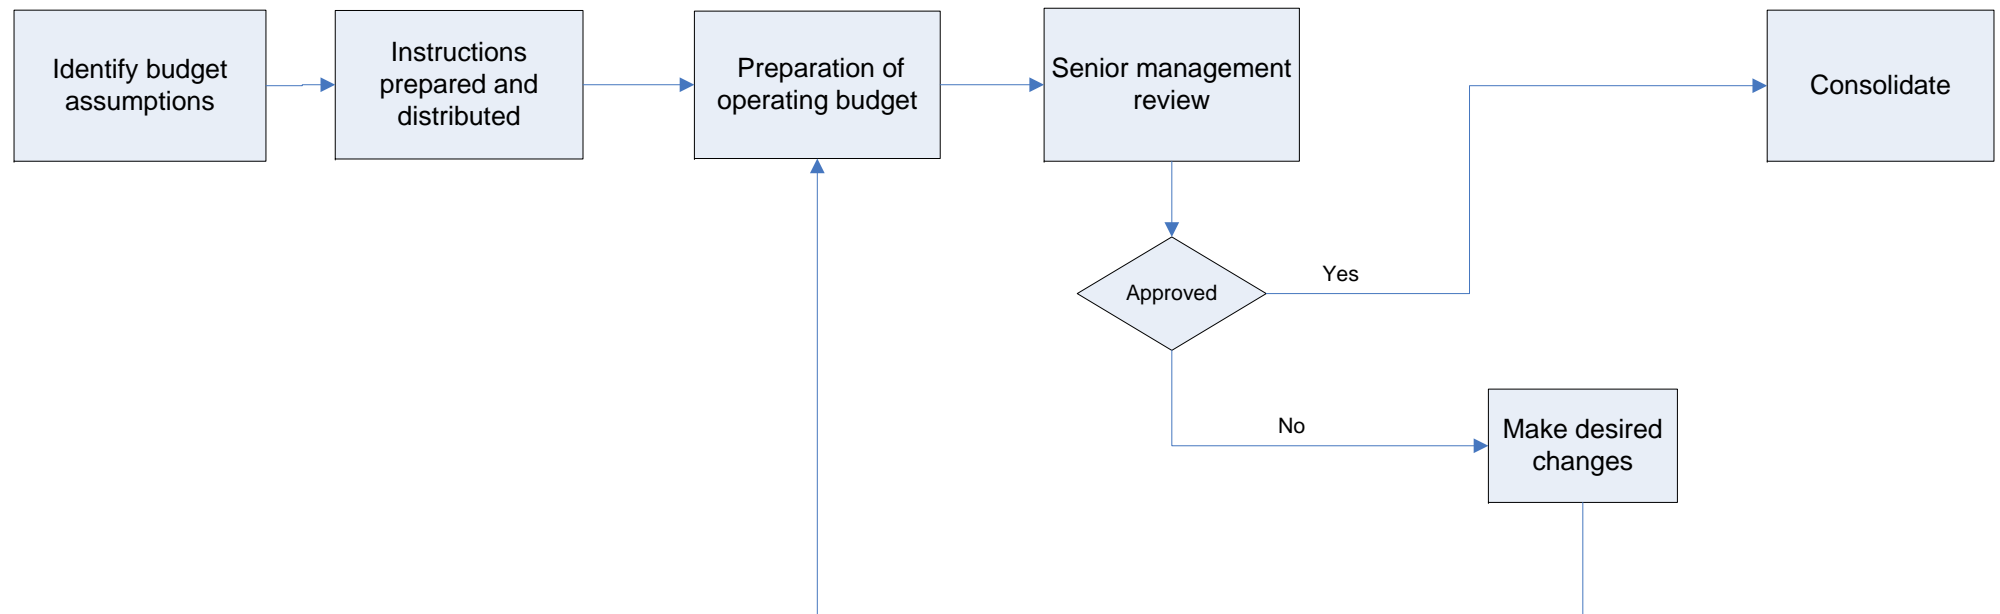 Identify budget
assumptions
Instructions
prepared and
distributed
Preparation of
operating budget
Senior management
review
Consolidate
Approved
Yes
No
Make desired
changes